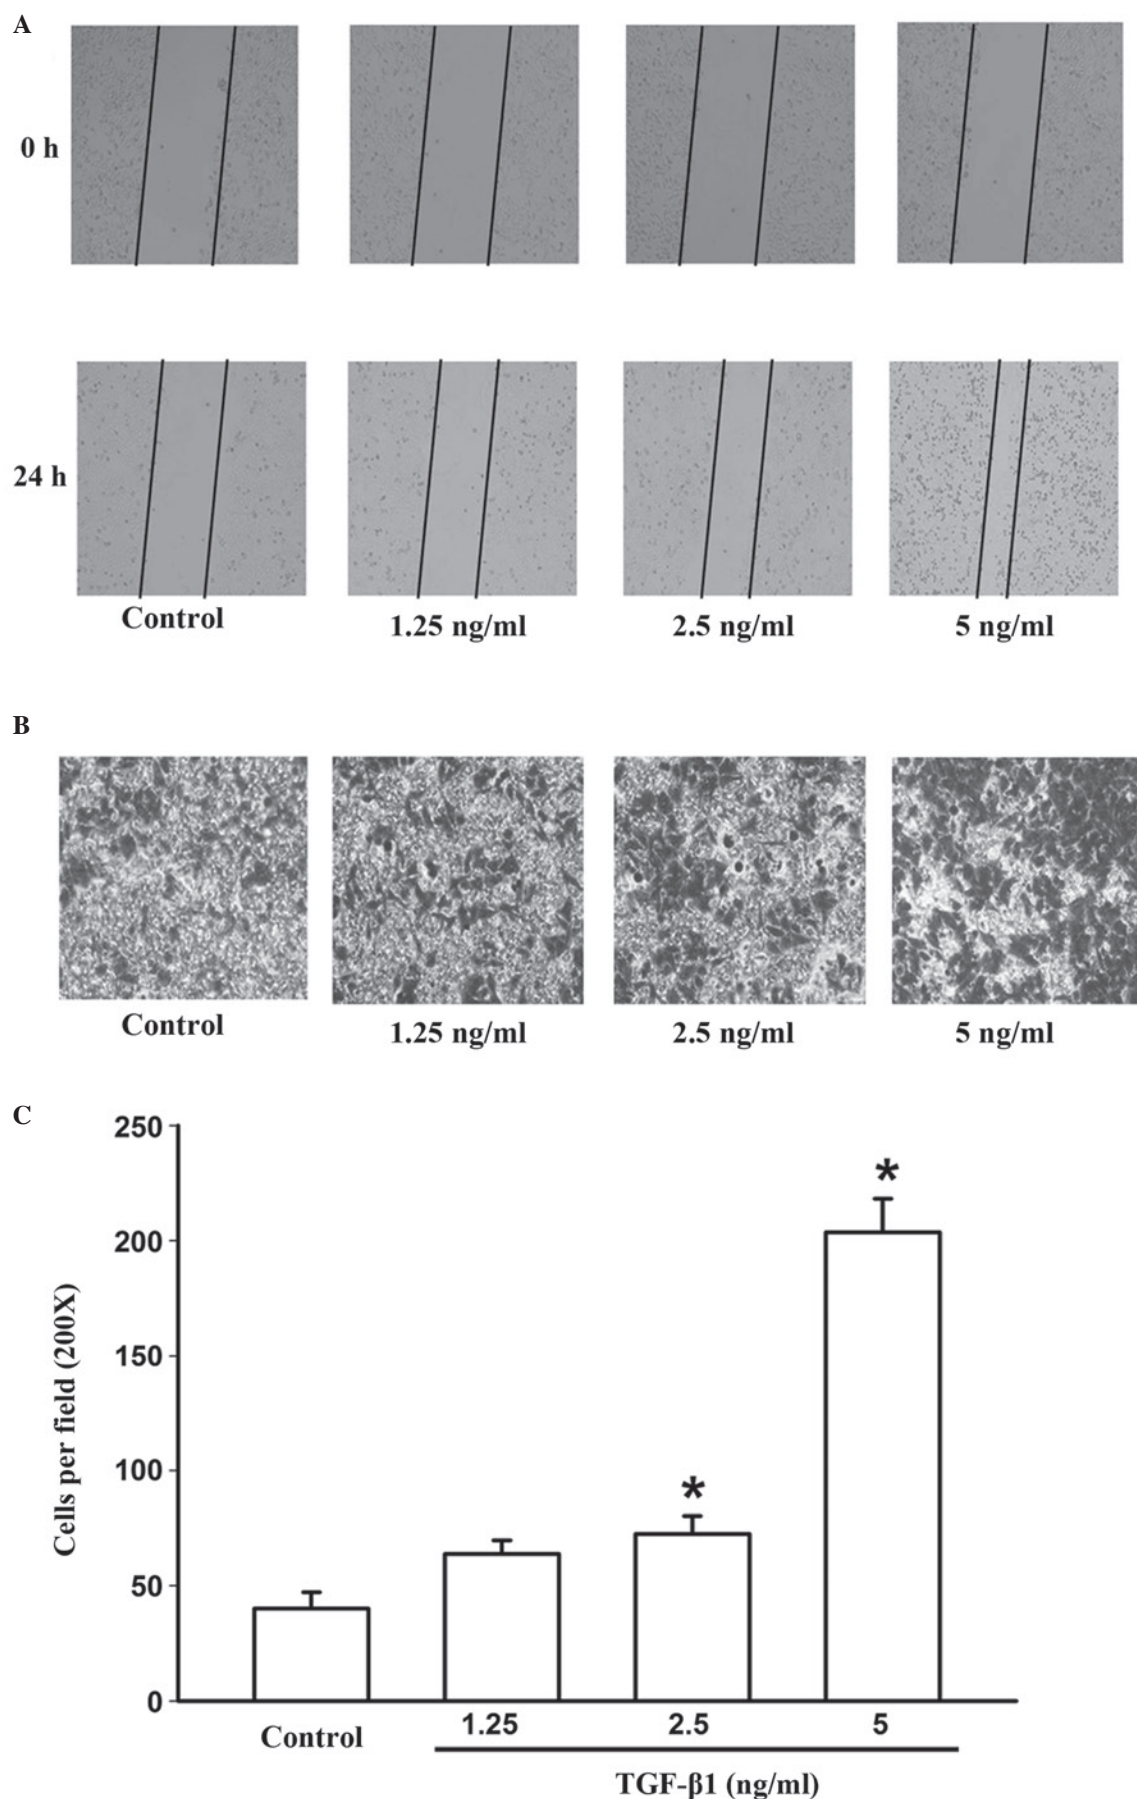 A
0 h
24 h
Control
1.25 ng/ml
2.5 ng/ml
5 ng/ml
B
Control
1.25 ng/ml
2.5 ng/ml
5 ng/ml
C
250
200
150
100
50
0
Cells per field (200X)
*
*
Control
1.25
2.5
5
TGF-β1 (ng/ml)